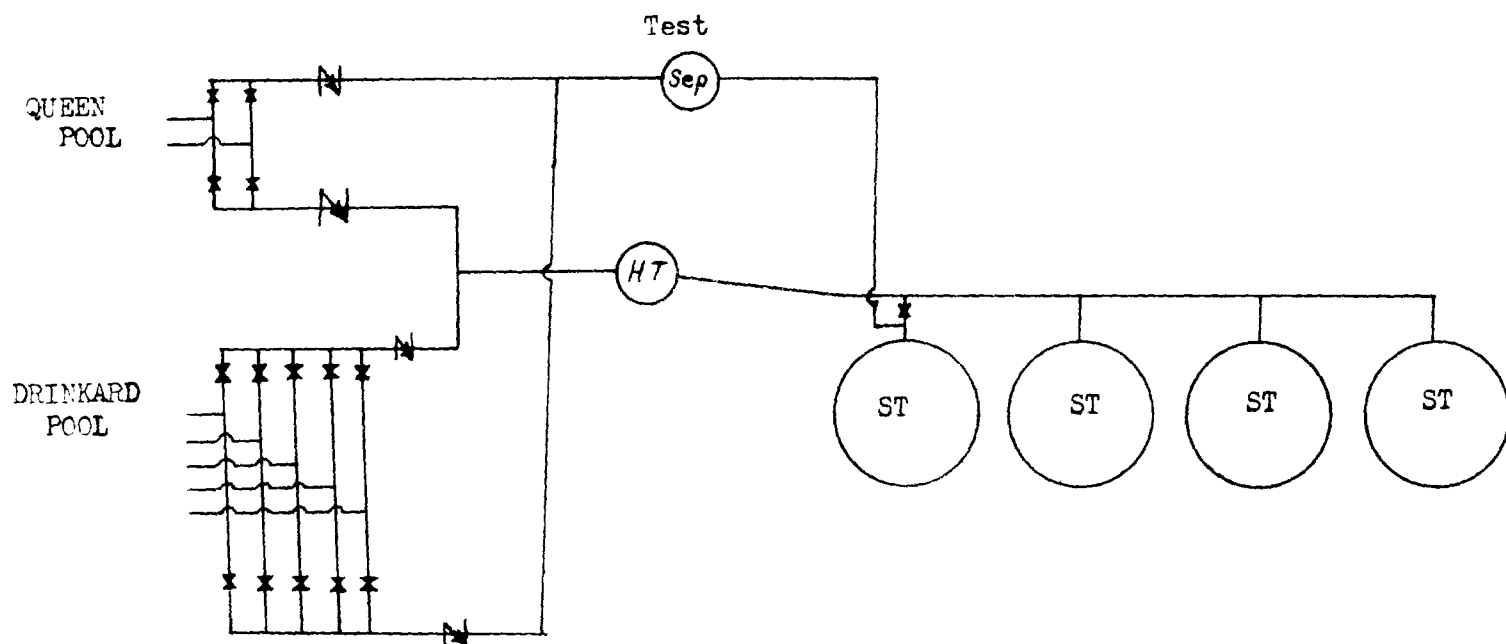 Test
Sep
QUEEN
POOL
HT
DRINKARD
POOL
ST
ST
ST
ST